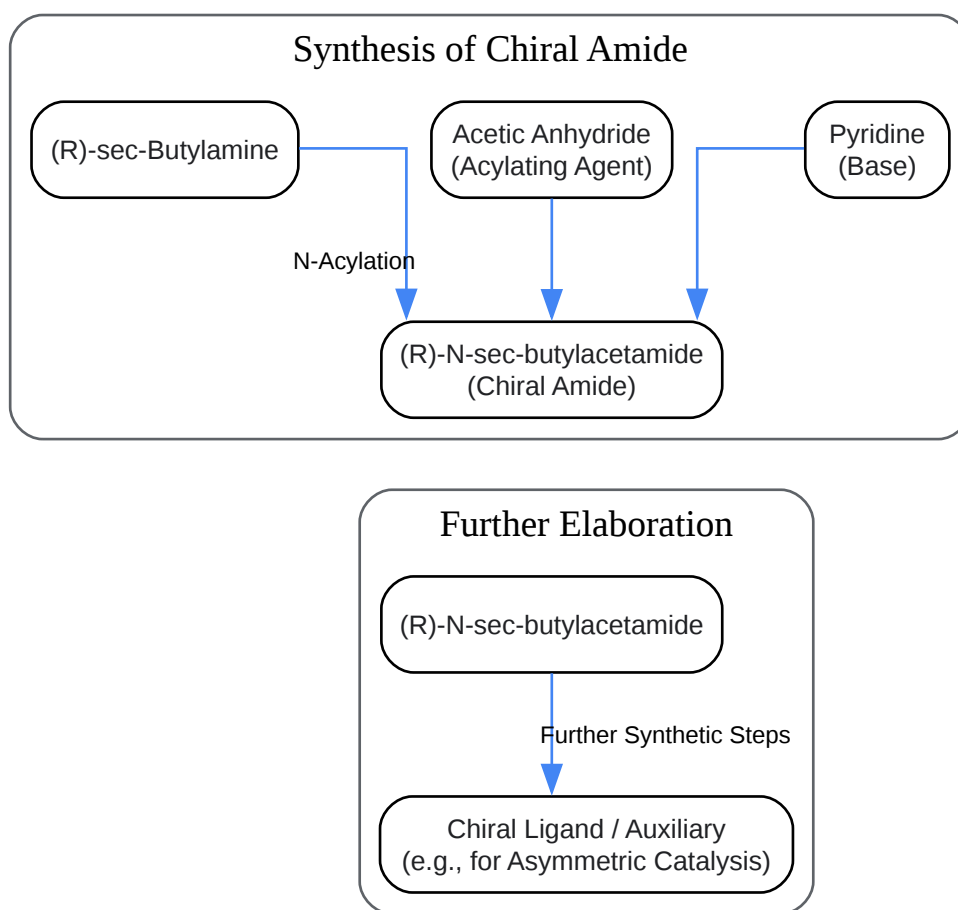 Synthesis of Chiral Amide
(R)-sec-Butylamine
Acetic Anhydride
(Acylating Agent)
Pyridine
(Base)
N-Acylation
(R)-N-sec-butylacetamide
(Chiral Amide)
Further Elaboration
(R)-N-sec-butylacetamide
Further Synthetic Steps
Chiral Ligand / Auxiliary
(e.g., for Asymmetric Catalysis)